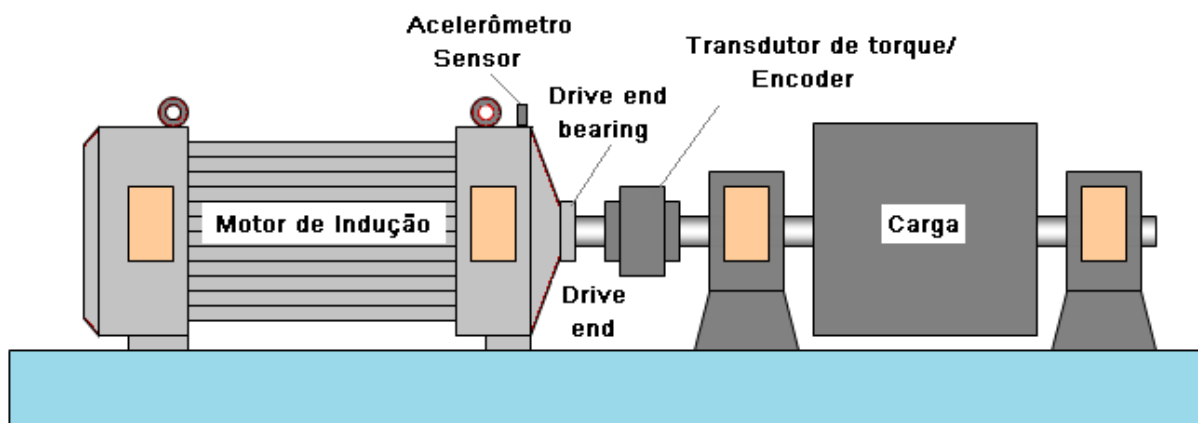 Acelerômetro
Sensor
Transdutor de torque/
Encoder
Drive end
bearing
Motor de Indução
Carga
Drive
end